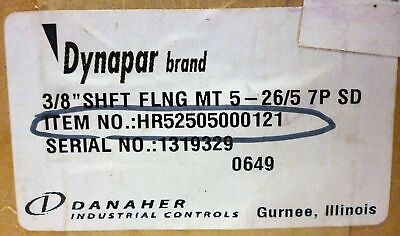 Dynapar brand
3/8"SHFT FLNG MT 5-26/5 7P SD
ITEM NO.:HR52505000121
SERIAL NO.:1319329
0649
DANAHER
INDUSTRIAL CONTROLS
Gurnee, Illinois